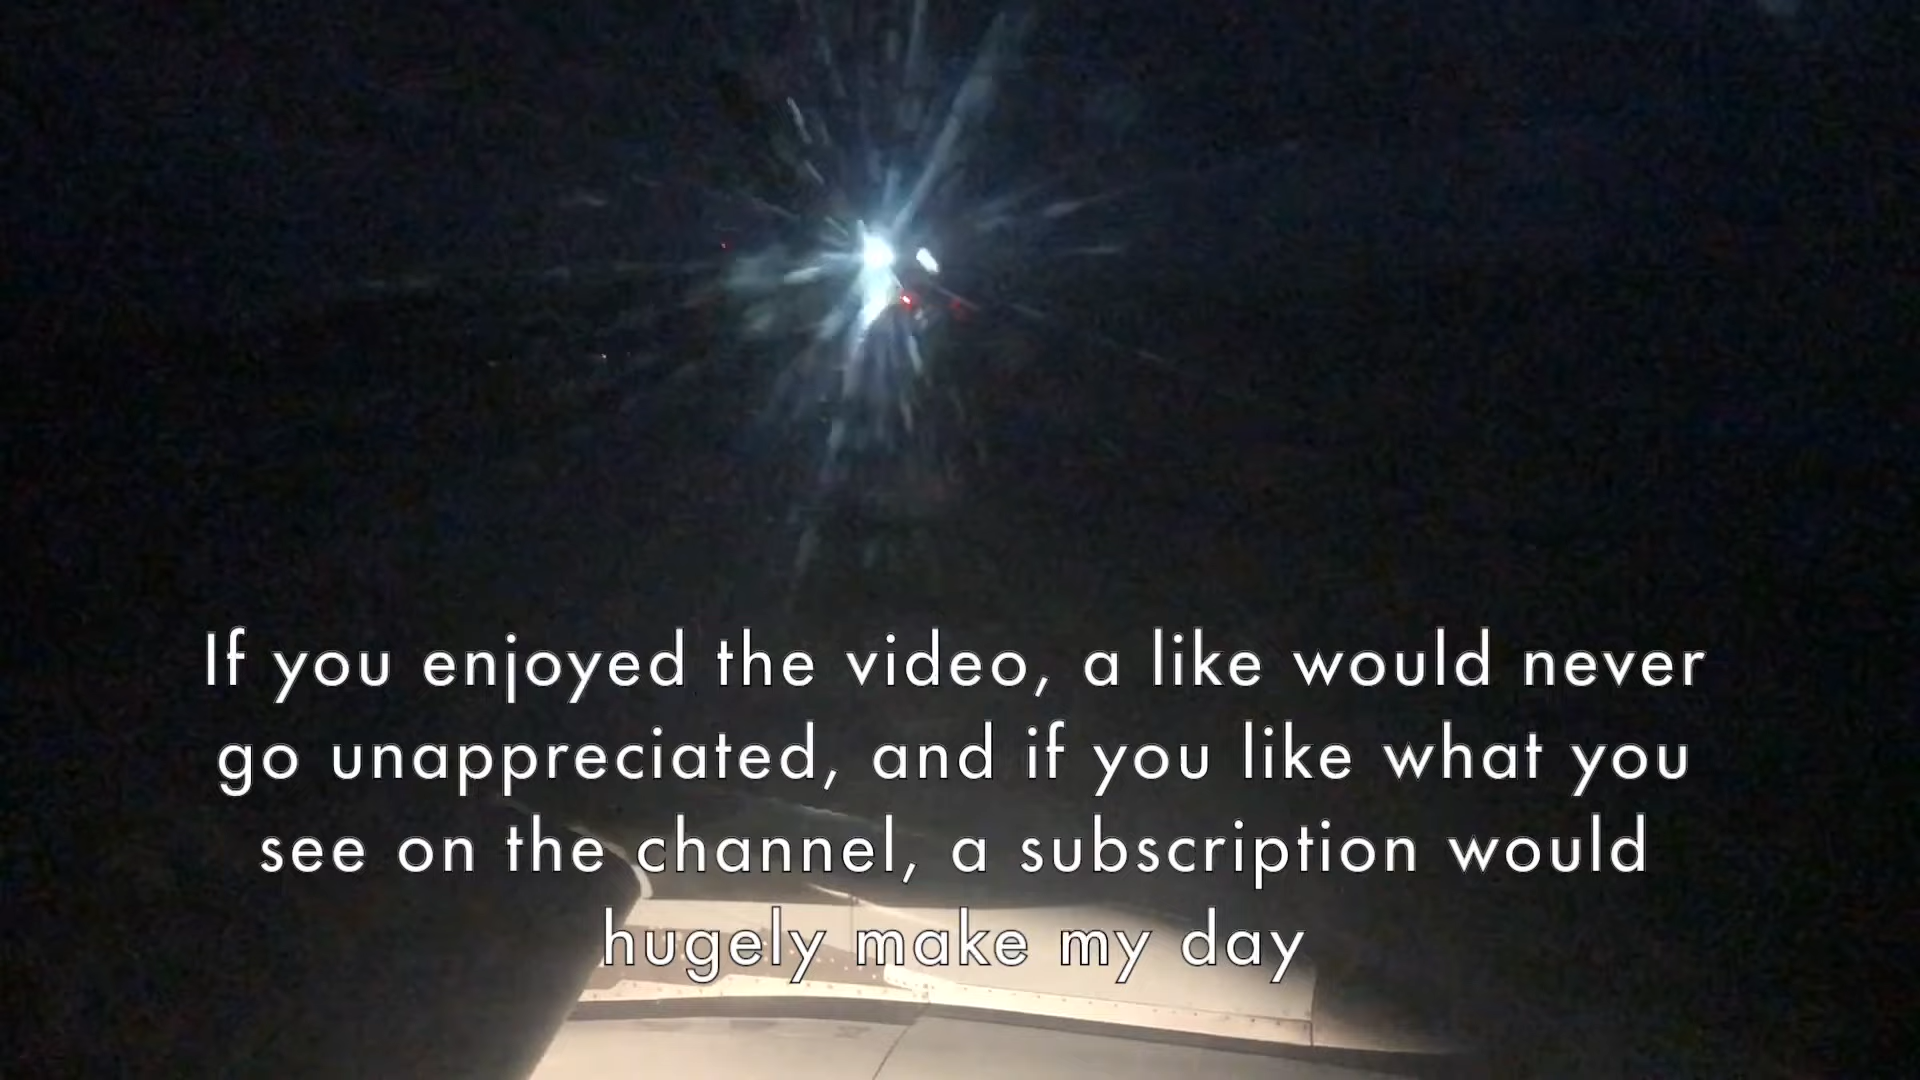 If you enjoyed the video, a like would never
go unappreciated, and if you like what you
see on the channel, a subscription would
hugely make my day